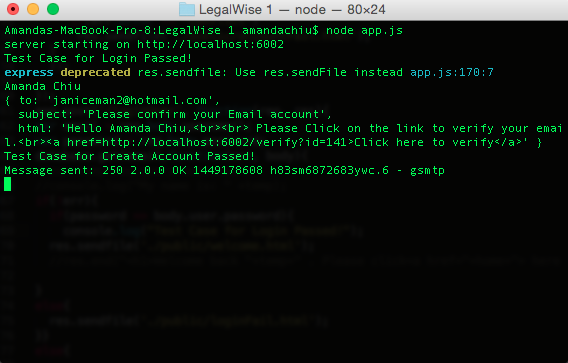 LegalWise 1 — node — 80×24
Amandas-MacBook-Pro-8:LegalWise 1 amandachiu$ node app.js
server starting on http://localhost:6002
Test Case for Login Passed!
express deprecated res.sendfile: Use res.sendFile instead app.js:170:7
Amanda Chiu
{ to: 'janiceman2@hotmail.com',
subject: 'Please confirm your Email account',
html: 'Hello Amanda Chiu,<br><br> Please Click on the link to verify your emai
l.<br><a href=http://localhost:6002/verify?id=141>Click here to verify</a>' }
Test Case for Create Account Passed!
Message sent: 250 2.0.0 OK 1449178608 h83sm6872683ywc.6 - gsmtp